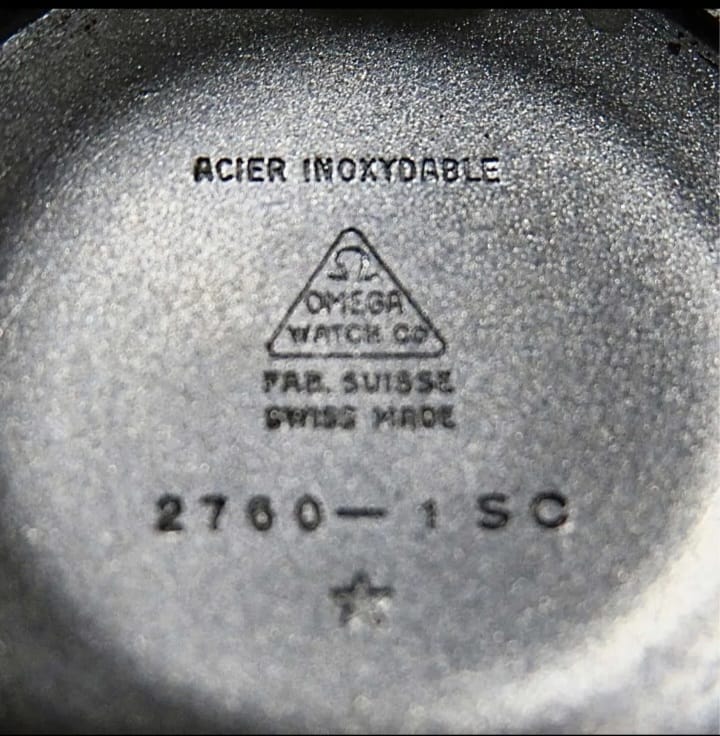 ACIER INOXYDABLE
Ω
OMEGA
WATCH CO
FAB. SUISSE
SWISS MADE
2760-1 SC